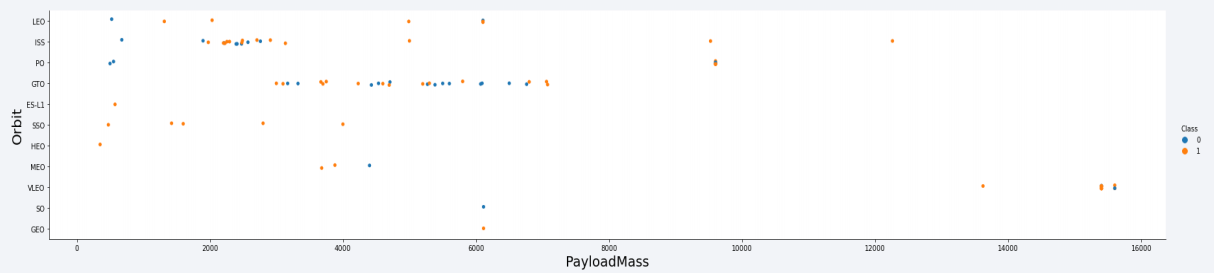 LEO
ISS
PO
GTO
ES-L1
SSO
HEO
MEO
VLEO
SO
GEO
Orbit
0 2000 4000 6000 8000 10000 12000 14000 16000
PayloadMass
Class
0
1